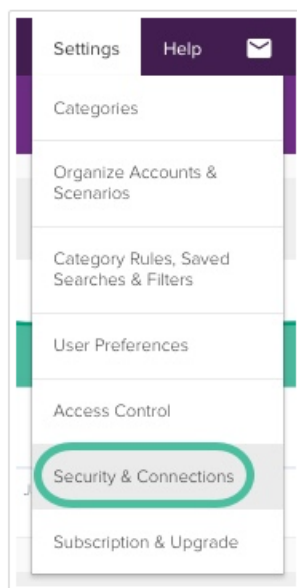 Settings Help
Categories
Organize Accounts &
Scenarios
Category Rules, Saved
Searches & Filters
User Preferences
Access Control
Security & Connections
Subscription & Upgrade